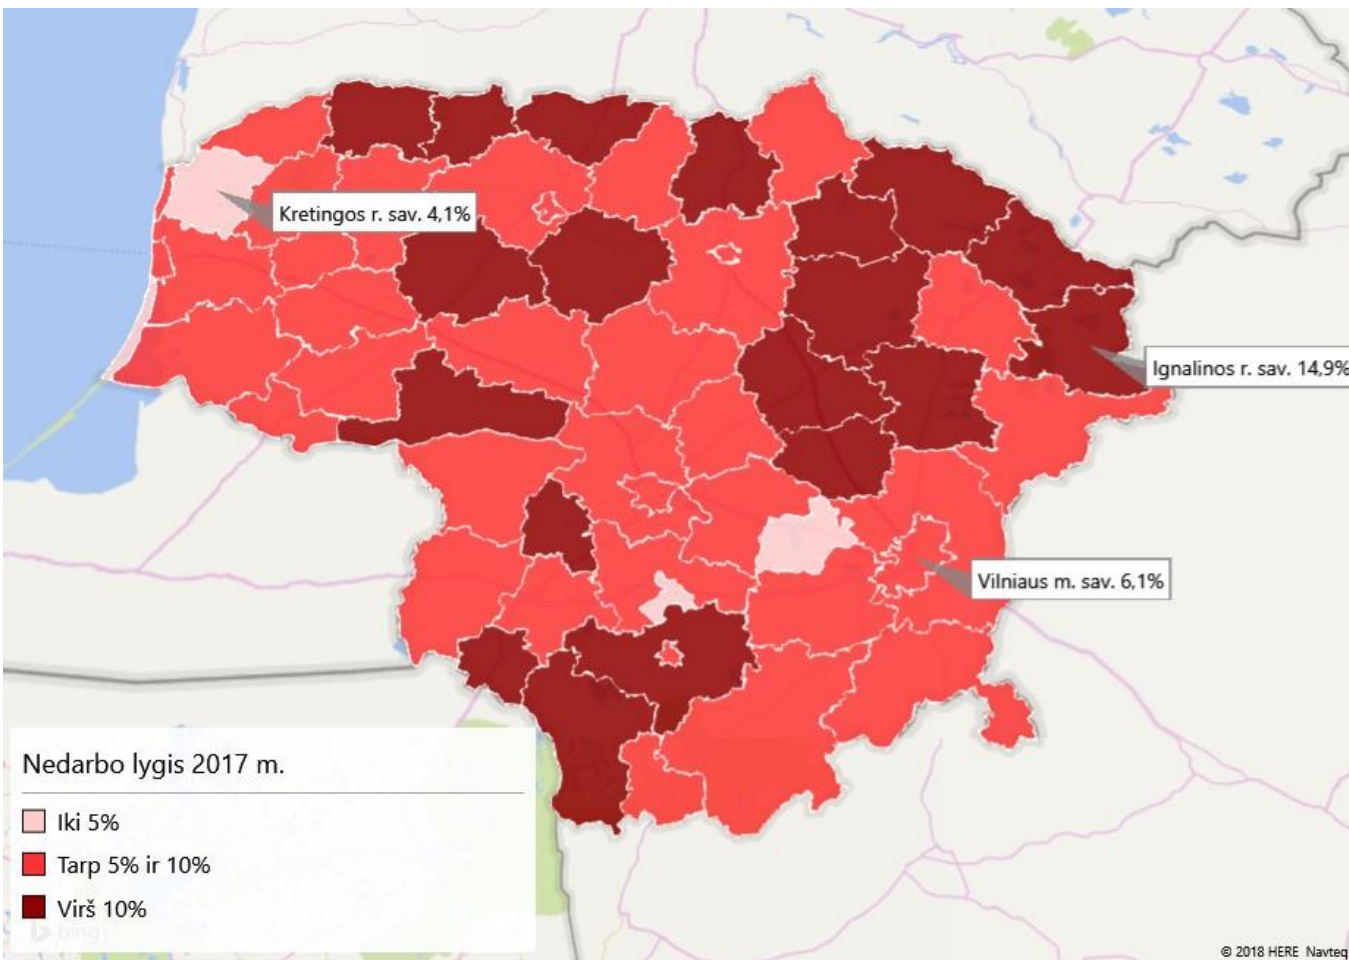 Kretingos r. sav. 4,1%
Ignalinos r. sav. 14,9%
Vilniaus m. sav. 6,1%
Nedarbo lygis 2017 m.
Iki 5%
Tarp 5% ir 10%
Virš 10%
bing
© 2018 HERE Navteq